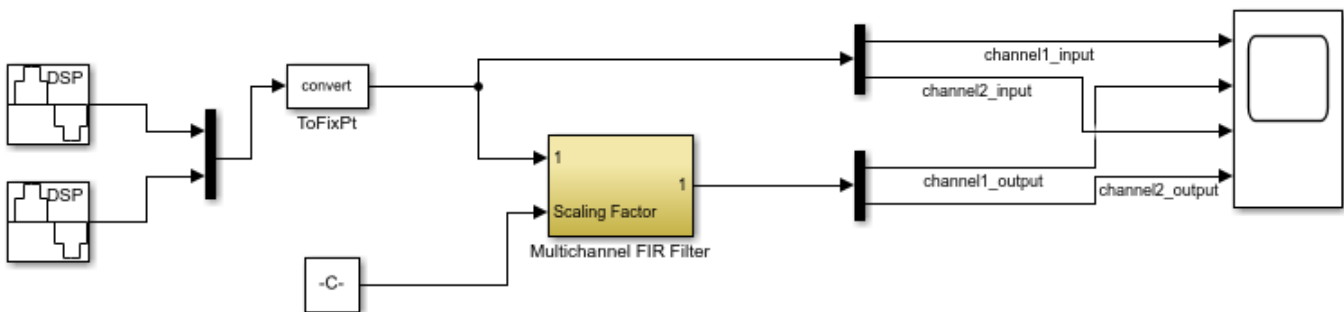 DSP
convert
ToFixPt
DSP
-C-
1
Scaling Factor
1
Multichannel FIR Filter
channel1_input
channel2_input
channel1_output
channel2_output